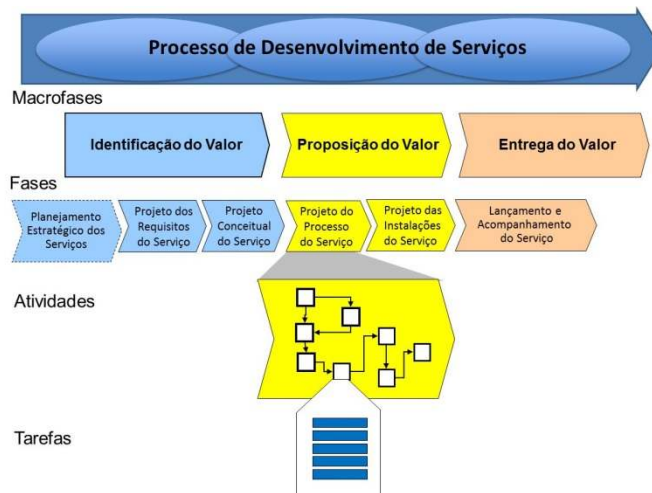 Processo de Desenvolvimento de Serviços
Macrofases
Identificação do Valor
Proposição do Valor
Entrega do Valor
Fases
Planejamento
Estratégico dos
Serviços
Projeto dos
Requisitos
do Serviço
Projeto
Conceitual
do Serviço
Projeto do
Processo
do Serviço
Projeto das
Instalações
do Serviço
Lançamento e
Acompanhamento
do Serviço
Atividades
Tarefas